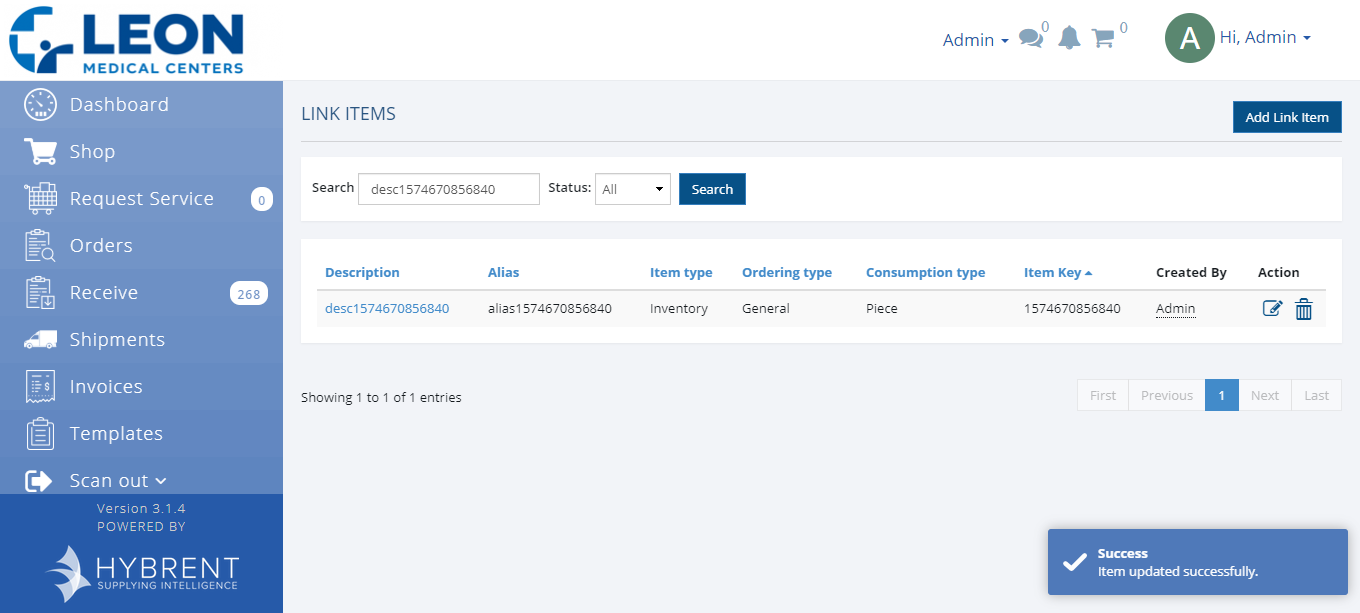 LEON
MEDICAL CENTERS
Admin
0
0
A
Hi, Admin
Dashboard
Shop
Request Service
0
Orders
Receive
268
Shipments
Invoices
Templates
Scan out
Version 3.1.4
POWERED BY
HYBRENT
SUPPLYING INTELLIGENCE
LINK ITEMS
Add Link Item
Search desc1574670856840 Status: All Search
Description Alias Item type Ordering type Consumption type Item Key Created By Action
desc1574670856840 alias1574670856840 Inventory General Piece 1574670856840 Admin
Showing 1 to 1 of 1 entries
First Previous 1 Next Last
Success
Item updated successfully.